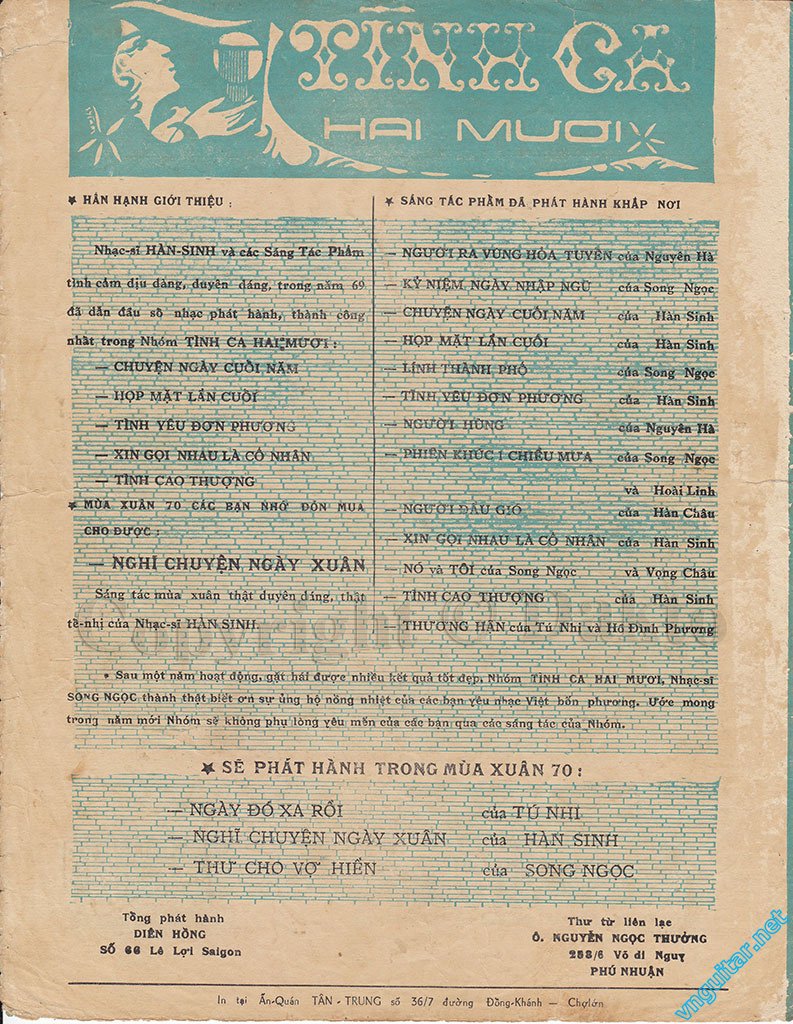 TÌNH CA
HAI MƯƠI
★ HÂN HẠNH GIỚI THIỆU :
Nhạc-sĩ HÀN-SINH và các Sáng Tác Phẩm
tình cảm dịu dàng, duyên dáng, trong năm 69
đã dẫn đầu số nhạc phát hành, thành công
nhất trong Nhóm TÌNH CA HAI MƯƠI :
— CHUYỆN NGÀY CUỐI NĂM
— HỌP MẶT LẦN CUỐI
— TÌNH YÊU ĐƠN PHƯƠNG
— XIN GỌI NHAU LÀ CỐ NHÂN
— TÌNH CAO THƯỢNG
★ MÙA XUÂN 70 CÁC BẠN NHỚ ĐÓN MUA
CHO ĐƯỢC :
— NGHĨ CHUYỆN NGÀY XUÂN
Sáng tác mùa xuân thật duyên dáng, thật
tế-nhị của Nhạc-sĩ HÀN SINH.
★ SÁNG TÁC PHẨM ĐÃ PHÁT HÀNH KHẮP NƠI
— NGƯỜI RA VÙNG HỎA TUYẾN của Nguyên Hà
— KỶ NIỆM NGÀY NHẬP NGŨ của Song Ngọc
— CHUYỆN NGÀY CUỐI NĂM của Hàn Sinh
— HỌP MẶT LẦN CUỐI của Hàn Sinh
— LÍNH THÀNH PHỐ của Song Ngọc
— TÌNH YÊU ĐƠN PHƯƠNG của Hàn Sinh
— NGƯỜI HÙNG của Nguyên Hà
— PHIÊN KHÚC 1 CHIỀU MƯA của Song Ngọc
và Hoài Linh
— NGƯỜI ĐẦU GIÓ của Hàn Châu
— XIN GỌI NHAU LÀ CỐ NHÂN của Hàn Sinh
— NÓ và TÔI của Song Ngọc và Vọng Châu
— TÌNH CAO THƯỢNG của Hàn Sinh
— THƯƠNG HẬN của Tú Nhi và Hồ Đình Phương
Copyright ©
• Sau một năm hoạt động, gặt hái được nhiều kết quả tốt đẹp, Nhóm TÌNH CA HAI MƯƠI, Nhạc-sĩ
SONG NGỌC thành thật biết ơn sự ủng hộ nồng nhiệt của các bạn yêu nhạc Việt bốn phương. Ước mong
trong năm mới Nhóm sẽ không phụ lòng yêu mến của các bạn qua các sáng tác của Nhóm.
★ SẼ PHÁT HÀNH TRONG MÙA XUÂN 70 :
— NGÀY ĐÓ XA RỒI của TÚ NHI
— NGHĨ CHUYỆN NGÀY XUÂN của HÀN SINH
— THƯ CHO VỢ HIỀN của SONG NGỌC
Tổng phát hành
DIÊN HỒNG
SỐ 66 Lê Lợi Saigon
Thư từ liên lạc
Ô. NGUYỄN NGỌC THƯỞNG
258/6 Võ di Nguy
PHÚ NHUẬN
In tại Ấn-Quán TÂN - TRUNG số 36/7 đường Đồng-Khánh — Chợlớn
vnguitar.net